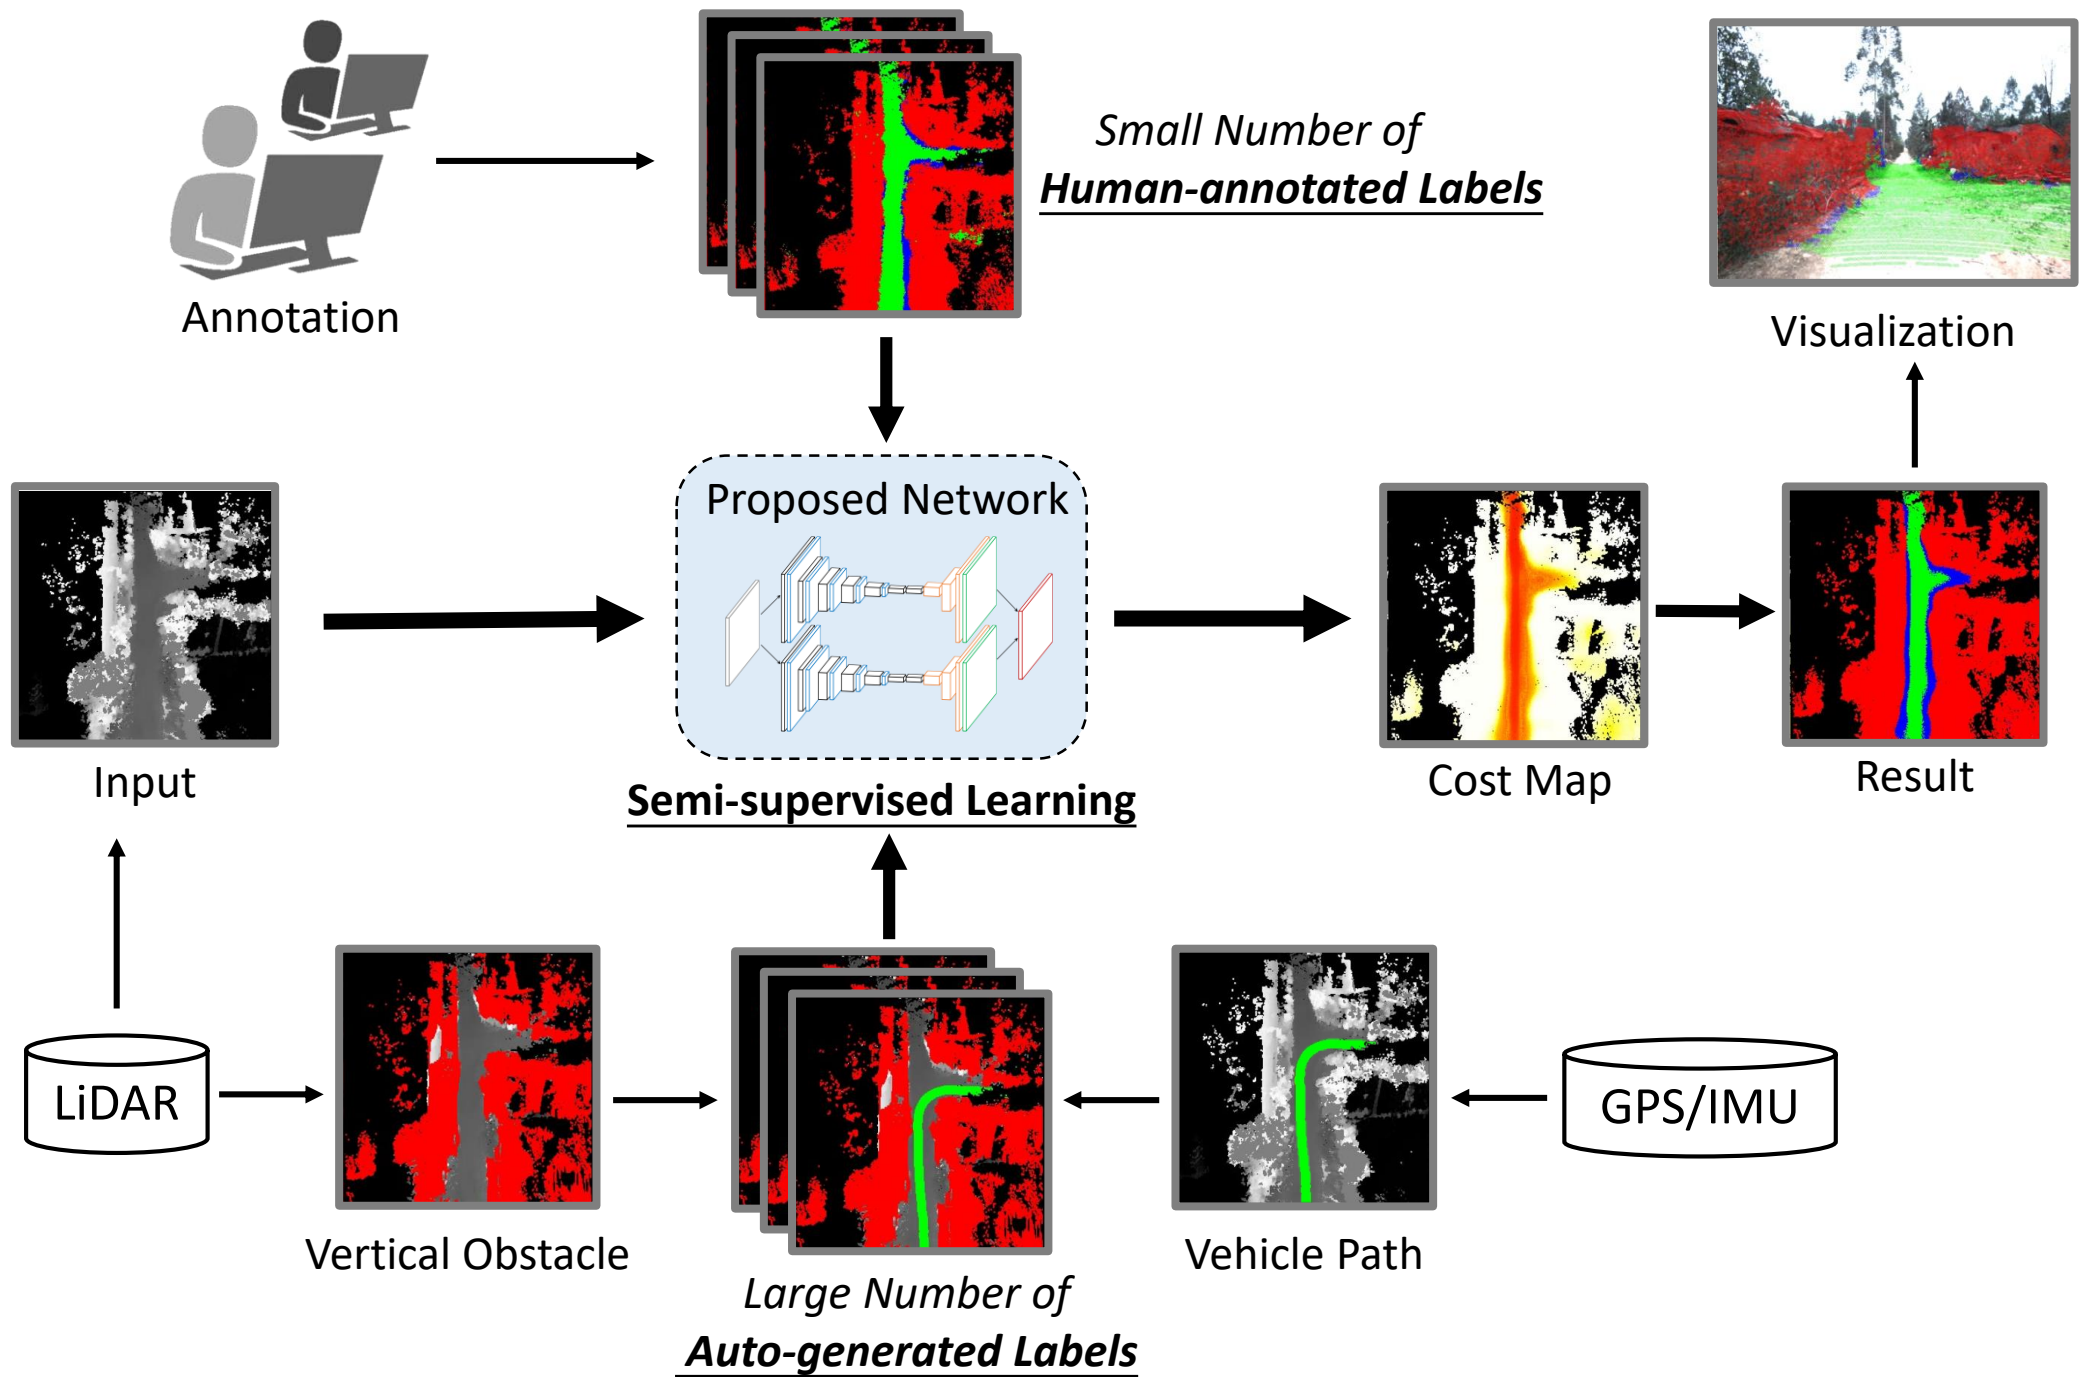 Annotation
Small Number of
Human-annotated Labels
Visualization
Proposed Network
Input
Semi-supervised Learning
Cost Map
Result
LiDAR
GPS/IMU
Vertical Obstacle
Vehicle Path
Large Number of
Auto-generated Labels